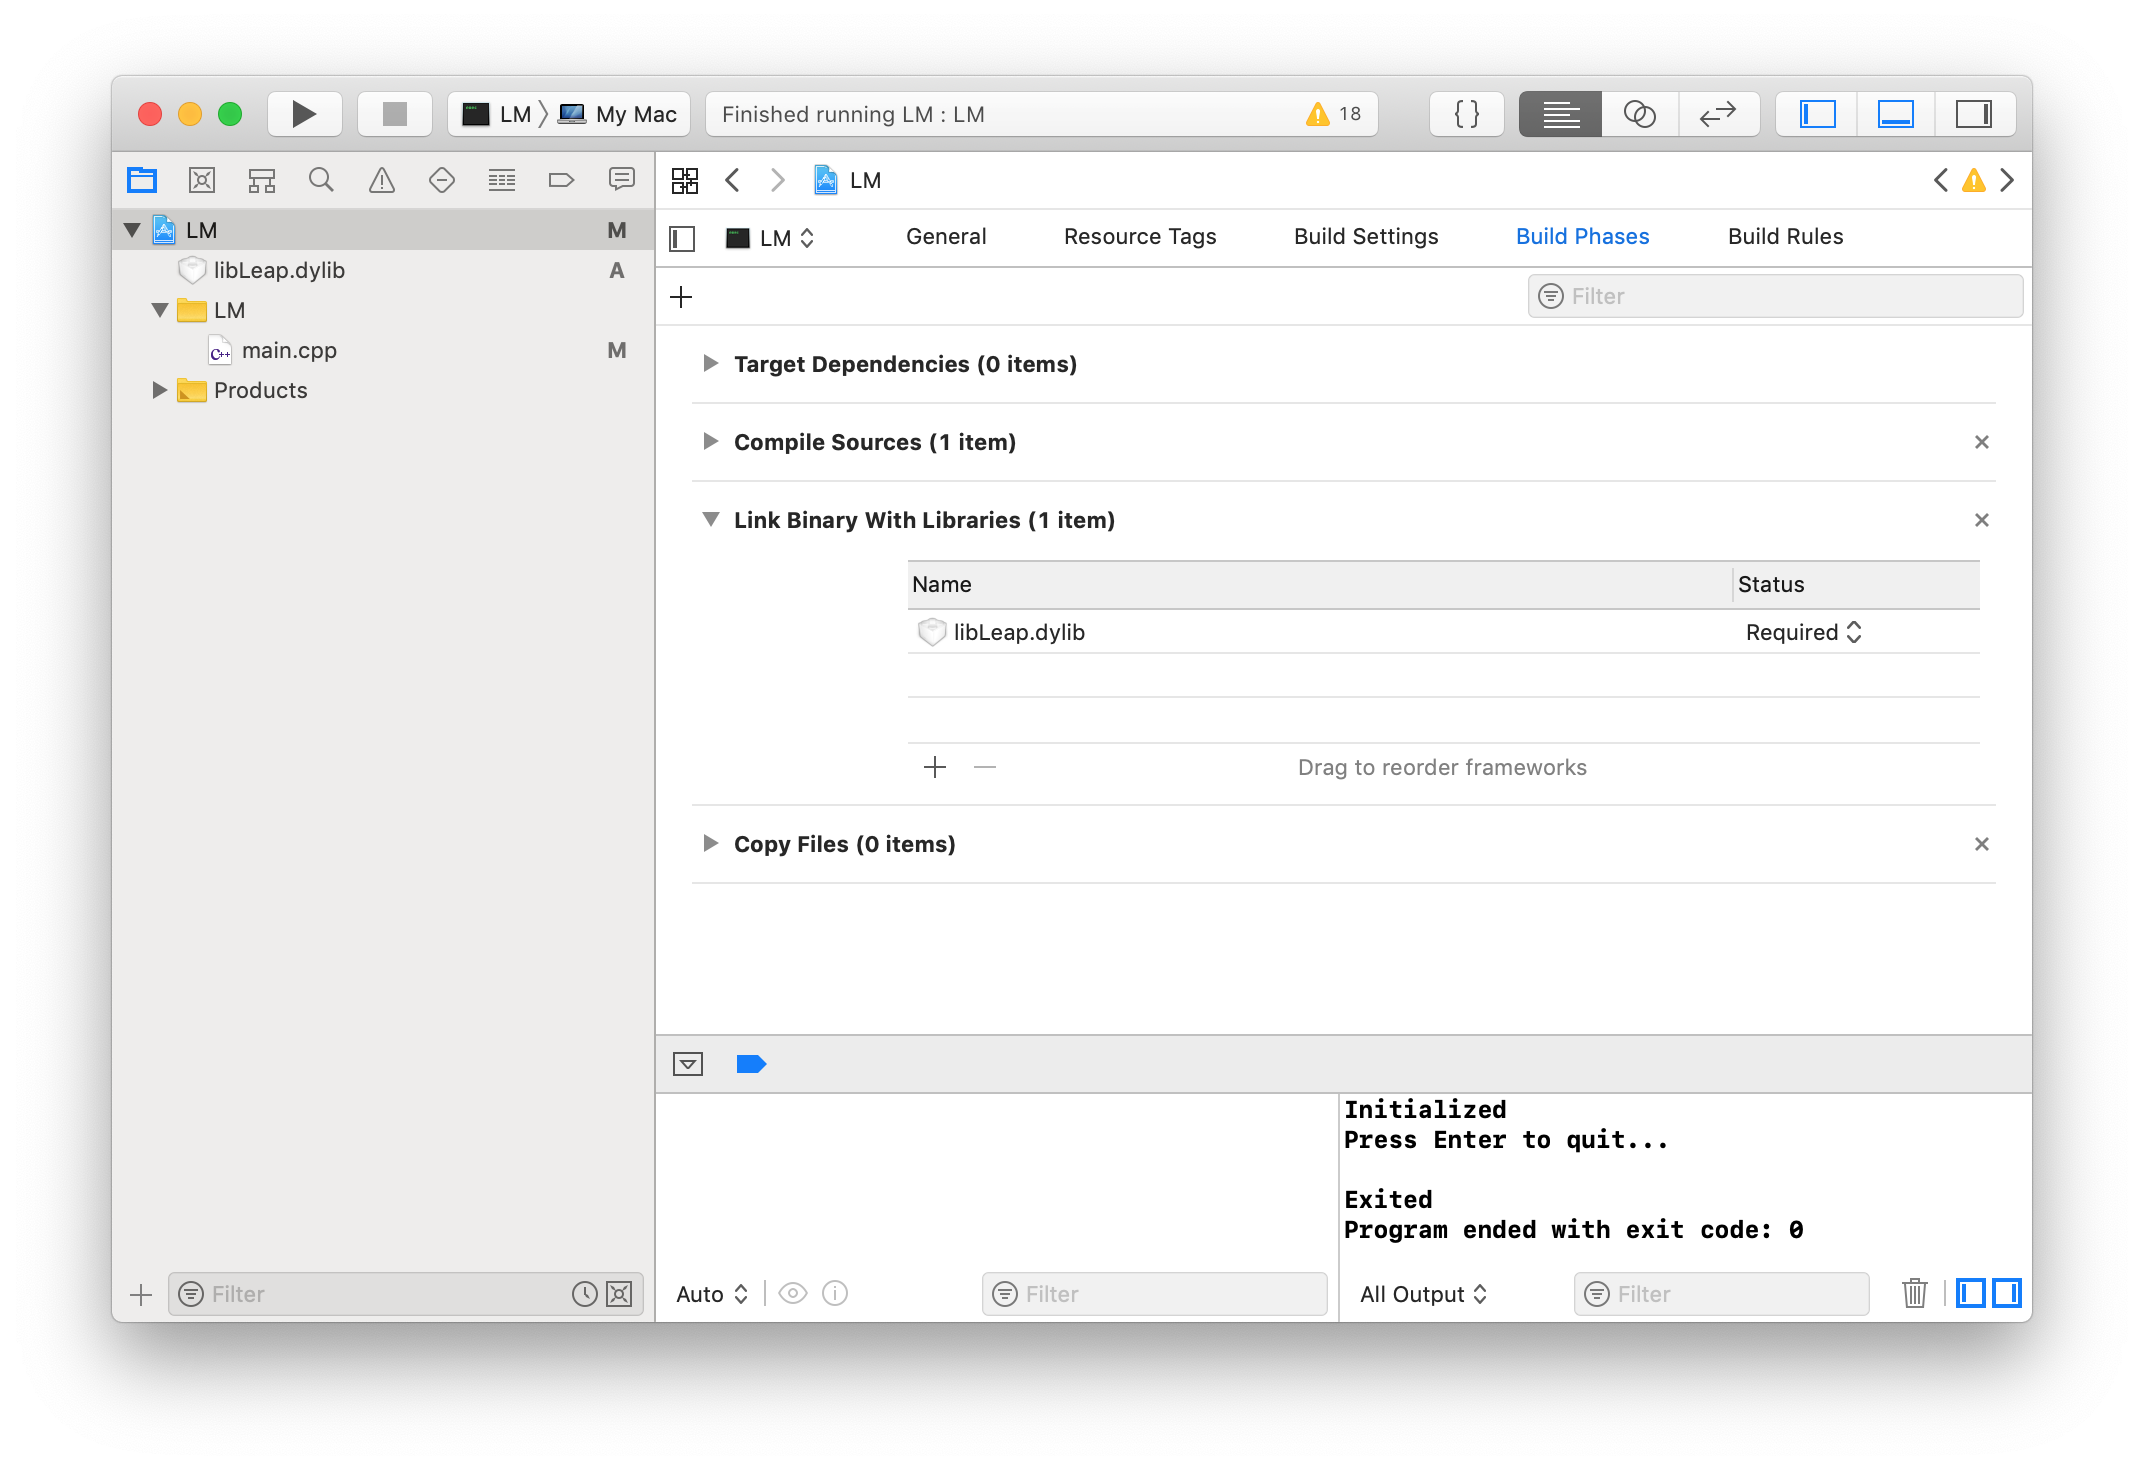 LM
My Mac
Finished running LM : LM
18
LM
LM M
libLeap.dylib A
LM
main.cpp M
Products
LM
General
Resource Tags
Build Settings
Build Phases
Build Rules
Filter
Target Dependencies (0 items)
Compile Sources (1 item)
Link Binary With Libraries (1 item)
Name Status
libLeap.dylib Required
Drag to reorder frameworks
Copy Files (0 items)
Initialized
Press Enter to quit...
Exited
Program ended with exit code: 0
Filter
Auto
Filter
All Output
Filter